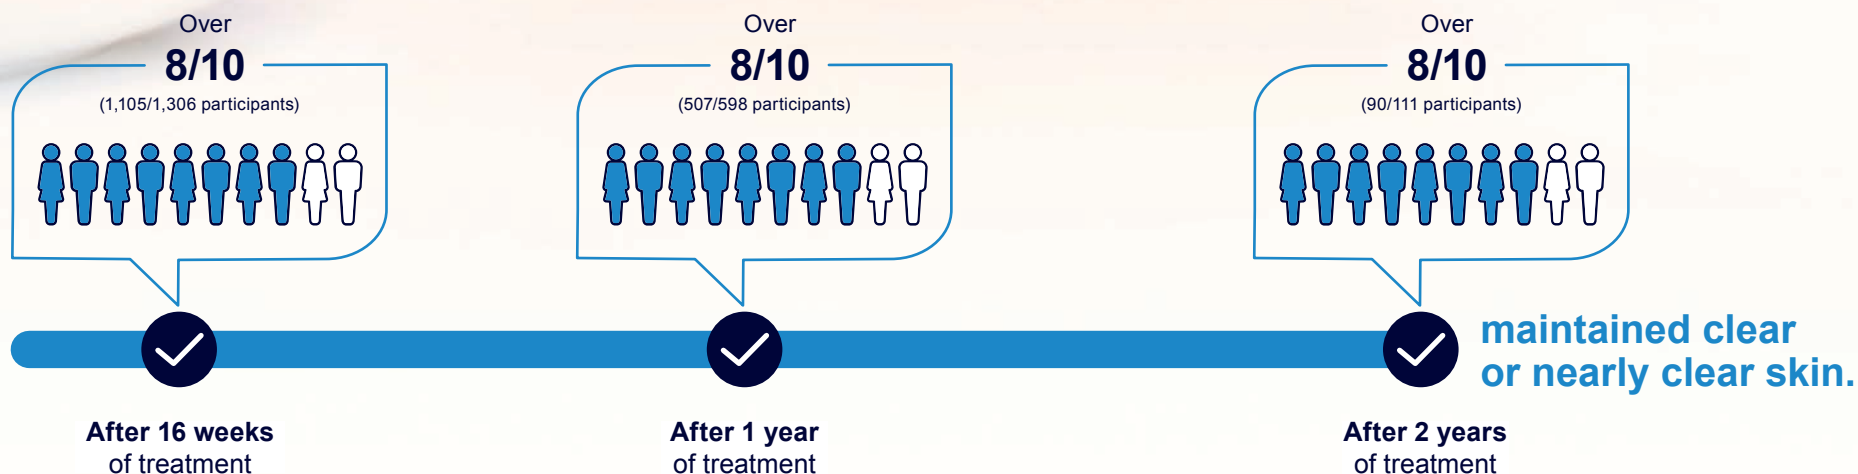 Over
8/10
(1,105/1,306 participants)
After 16 weeks
of treatment
Over
8/10
(507/598 participants)
After 1 year
of treatment
Over
8/10
(90/111 participants)
After 2 years
of treatment
maintained clear
or nearly clear skin.